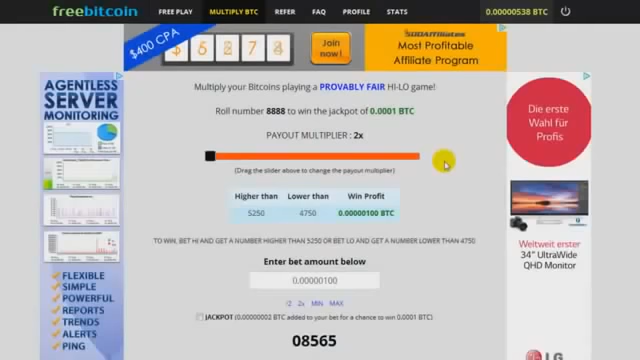 freebitcoin
FREE PLAY
MULTIPLY BTC
REFER
FAQ
PROFILE
STATS
0.00000538 BTC
$400 CPA
$ 6 2 7 4
Join now!
Most Profitable
Affiliate Program
AGENTLESS
SERVER
MONITORING
FLEXIBLE
SIMPLE
POWERFUL
REPORTS
TRENDS
ALERTS
PING
Multiply your Bitcoins playing a PROVABLY FAIR HI-LO game!
Roll number 8888 to win the jackpot of 0.0001 BTC
PAYOUT MULTIPLIER : 2x
(Drag the slider above to change the payout multiplier)
Higher than Lower than Win Profit
5250 4750 0.00000100 BTC
TO WIN, BET HI AND GET A NUMBER HIGHER THAN 5250 OR BET LO AND GET A NUMBER LOWER THAN 4750
Enter bet amount below
0.00000100
/2 2x MIN MAX
JACKPOT (0.00000002 BTC added to your bet for a chance to win 0.0001 BTC)
08565
Die erste
Wahl für
Profis
Weltweit erster
34" UltraWide
QHD Monitor
LG